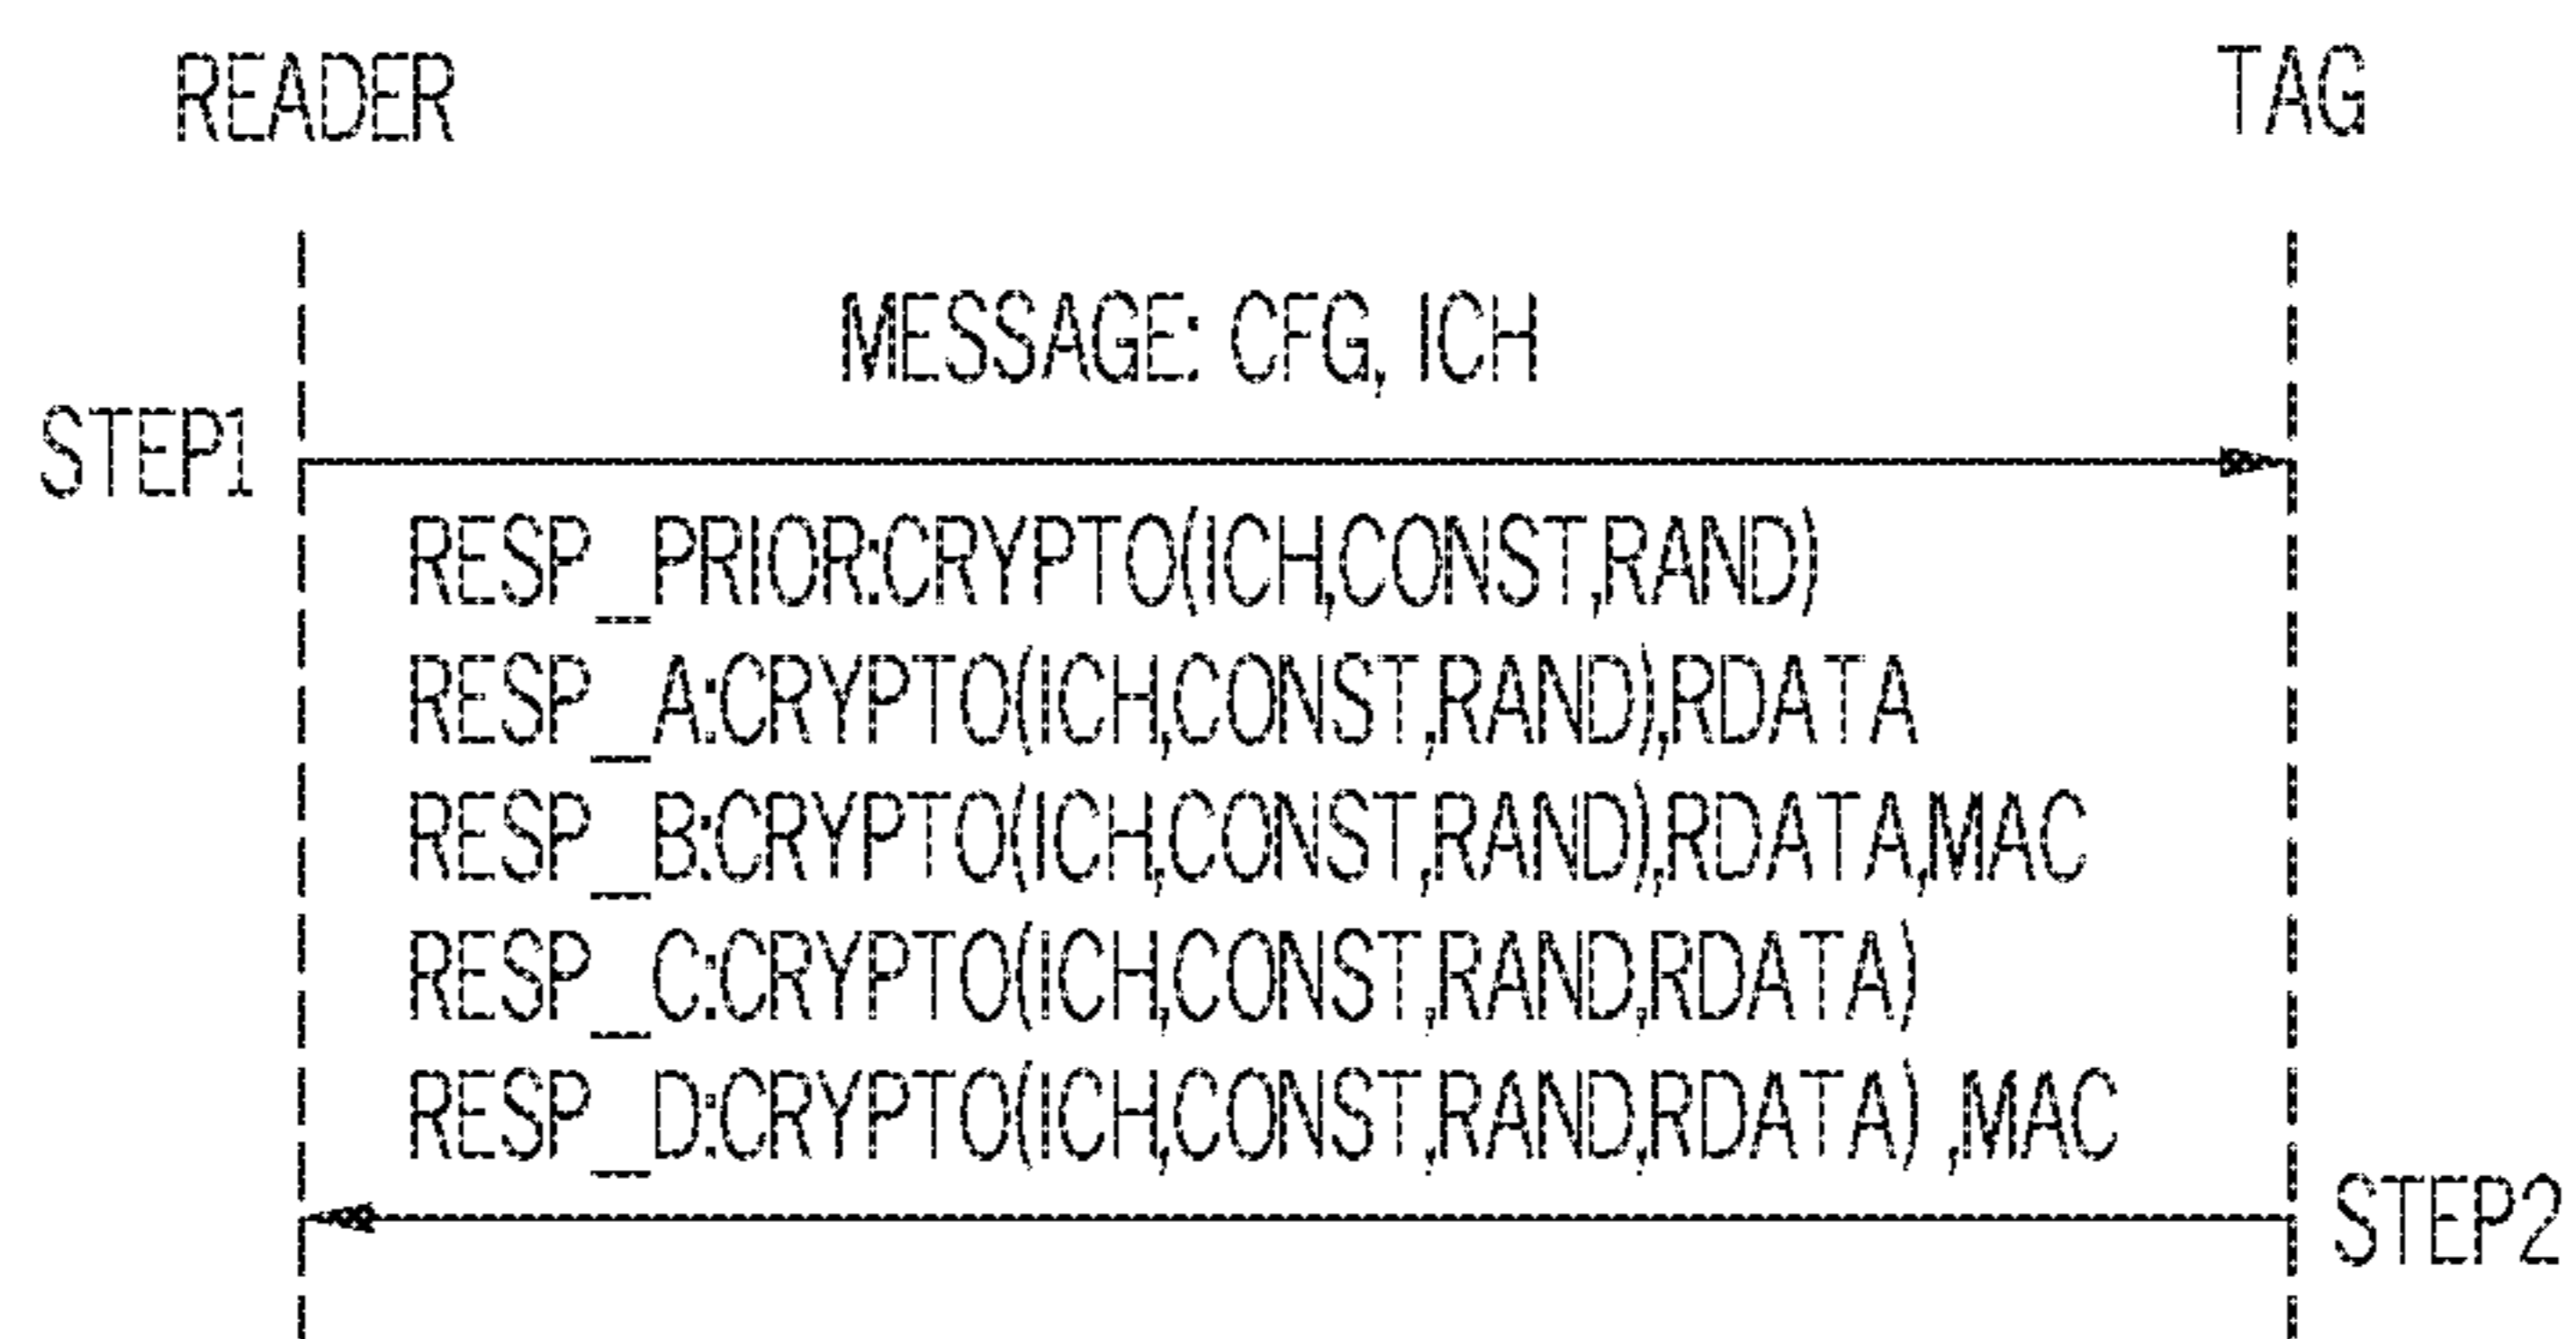 READER
TAG
MESSAGE: CFG, ICH
STEP1
RESP_PRIOR:CRYPTO(ICH,CONST,RAND)
RESP_A:CRYPTO(ICH,CONST,RAND),RDATA
RESP_B:CRYPTO(ICH,CONST,RAND),RDATA,MAC
RESP_C:CRYPTO(ICH,CONST,RAND,RDATA)
RESP_D:CRYPTO(ICH,CONST,RAND,RDATA) ,MAC
STEP2